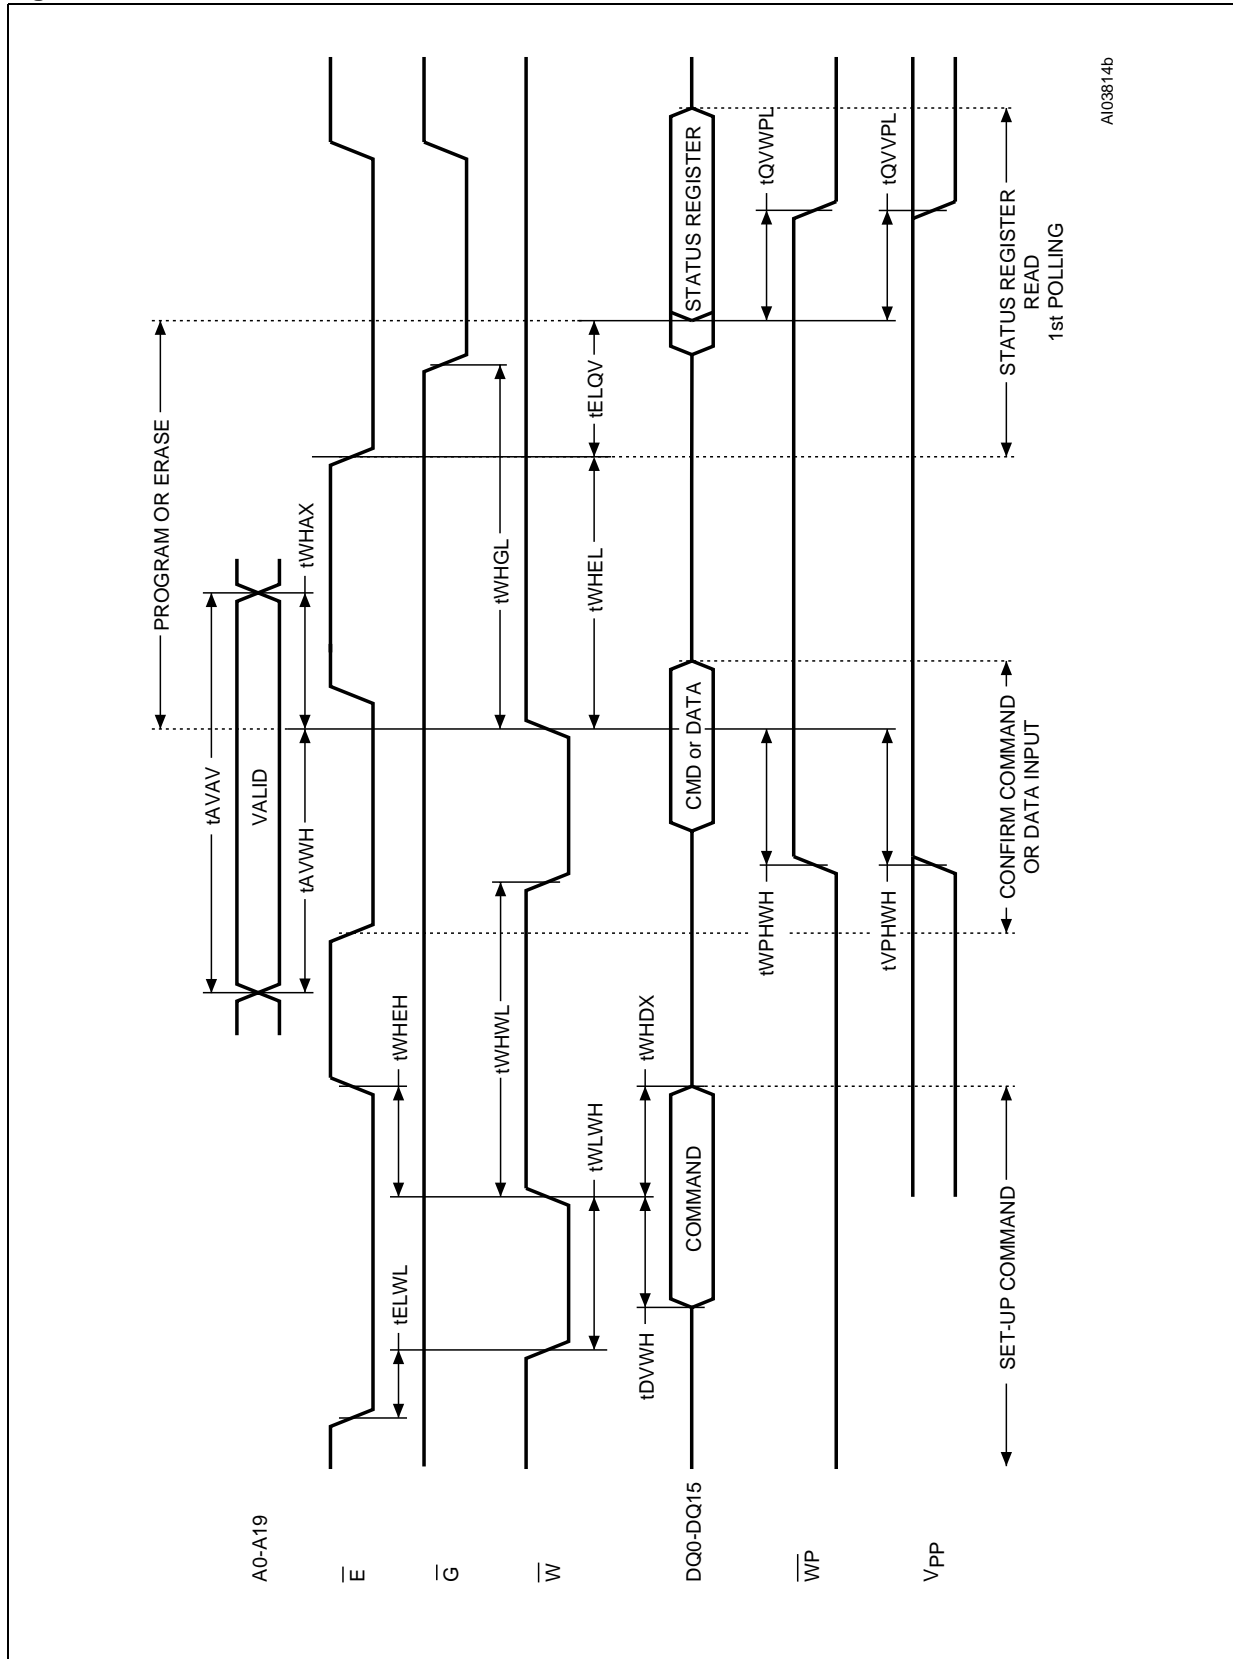 PROGRAM OR ERASE
tAVAV
A0-A19
VALID
tAVWH
tWHAX
E
tELWL
tWHEH
G
tWHWL
tWHGL
W
tWLWH
tWHEL
tELQV
tDVWH
tWHDX
DQ0-DQ15
COMMAND
CMD or DATA
STATUS REGISTER
tWPHWH
tQVWPL
WP
tVPHWH
tQVVPL
VPP
SET-UP COMMAND
CONFIRM COMMAND
OR DATA INPUT
STATUS REGISTER
READ
1st POLLING
AI03814b